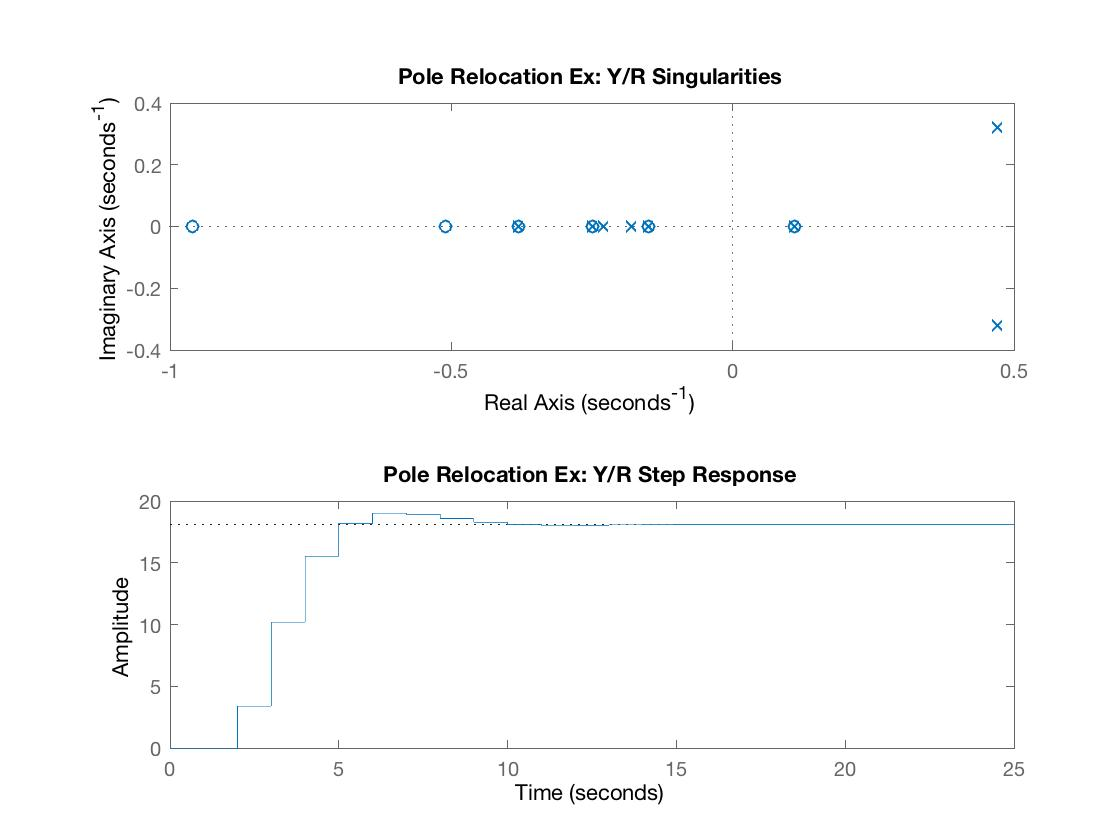 Pole Relocation Ex: Y/R Singularities
Imaginary Axis (seconds⁻¹)
0.4
0.2
0
-0.2
-0.4
-1 -0.5 0 0.5
Real Axis (seconds⁻¹)
Pole Relocation Ex: Y/R Step Response
Amplitude
20
15
10
5
0
0 5 10 15 20 25
Time (seconds)